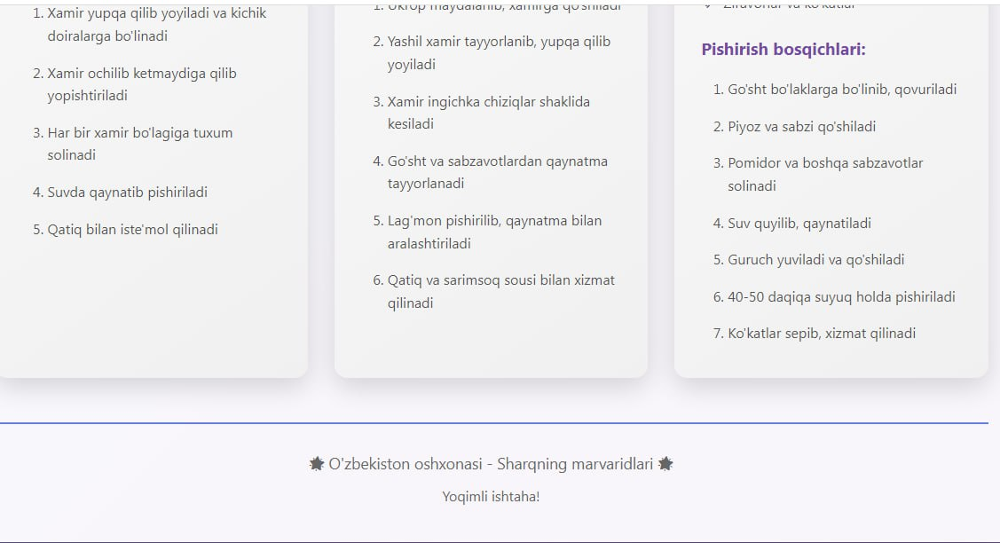 1. Xamir yupqa qilib yoyiladi va kichik
doiralarga bo'linadi
2. Xamir ochilib ketmaydiga qilib
yopishtiriladi
3. Har bir xamir bo'lagiga tuxum
solinadi
4. Suvda qaynatib pishiriladi
5. Qatiq bilan iste'mol qilinadi
1. Ukrop maydalanib, xamirga qo'shiladi
2. Yashil xamir tayyorlanib, yupqa qilib
yoyiladi
3. Xamir ingichka chiziqlar shaklida
kesiladi
4. Go'sht va sabzavotlardan qaynatma
tayyorlanadi
5. Lag'mon pishirilib, qaynatma bilan
aralashtiriladi
6. Qatiq va sarimsoq sousi bilan xizmat
qilinadi
✓ Ziravorlar va ko'katlar
Pishirish bosqichlari:
1. Go'sht bo'laklarga bo'linib, qovuriladi
2. Piyoz va sabzi qo'shiladi
3. Pomidor va boshqa sabzavotlar
solinadi
4. Suv quyilib, qaynatiladi
5. Guruch yuviladi va qo'shiladi
6. 40-50 daqiqa suyuq holda pishiriladi
7. Ko'katlar sepib, xizmat qilinadi
O'zbekiston oshxonasi - Sharqning marvaridlari
Yoqimli ishtaha!